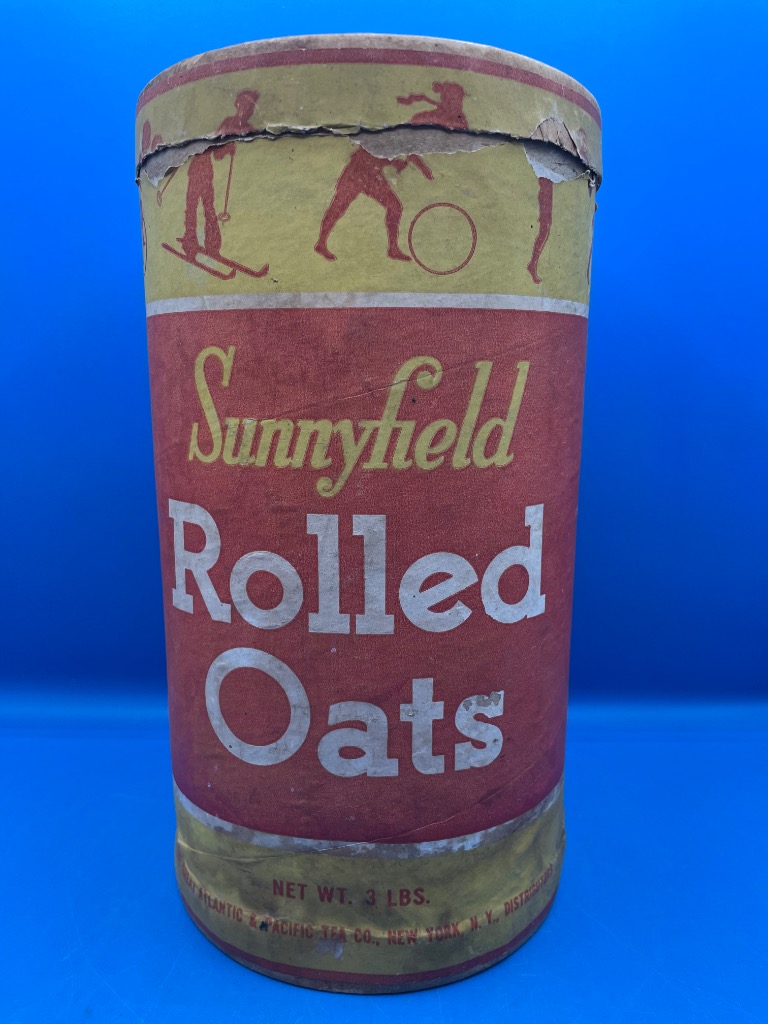 Sunnyfield
Rolled
Oats
NET WT. 3 LBS.
ATLANTIC & PACIFIC TEA CO., NEW YORK, N. Y., DISTRIBUTORS